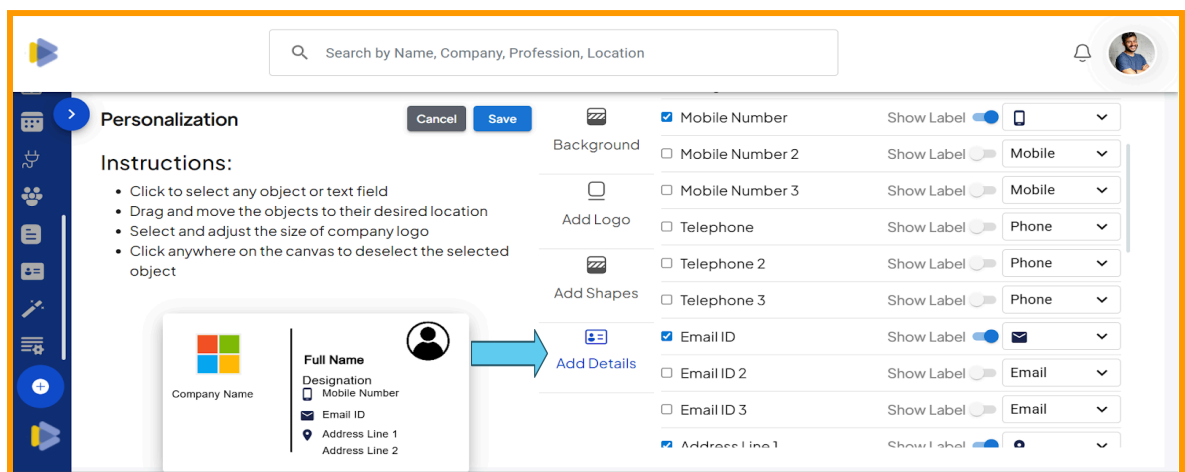 Search by Name, Company, Profession, Location
Personalization
Cancel
Save
Instructions:
• Click to select any object or text field
• Drag and move the objects to their desired location
• Select and adjust the size of company logo
• Click anywhere on the canvas to deselect the selected
object
Company Name
Full Name
Designation
Mobile Number
Email ID
Address Line 1
Address Line 2
Background
Add Logo
Add Shapes
Add Details
Mobile Number Show Label
Mobile Number 2 Show Label Mobile
Mobile Number 3 Show Label Mobile
Telephone Show Label Phone
Telephone 2 Show Label Phone
Telephone 3 Show Label Phone
Email ID Show Label
Email ID 2 Show Label Email
Email ID 3 Show Label Email
Address Line 1 Show Label